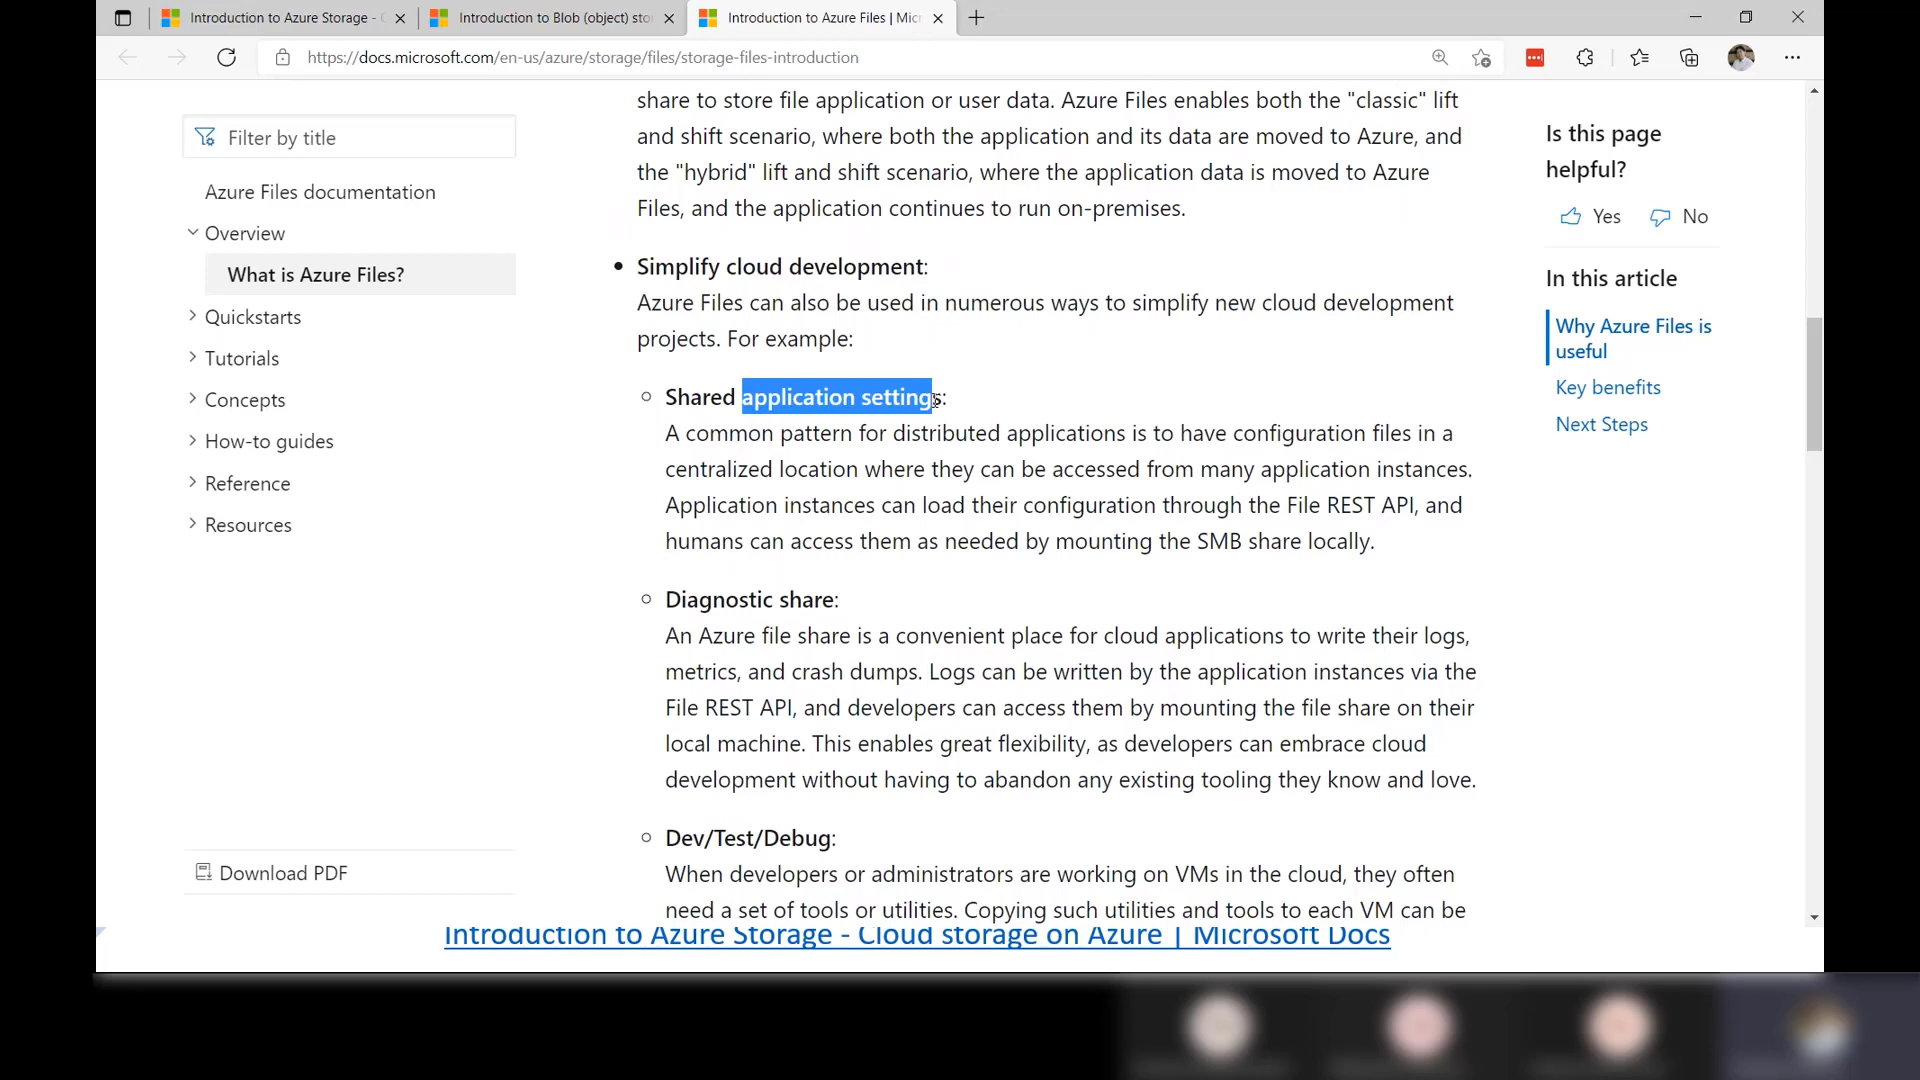 Introduction to Azure Storage - C
Introduction to Blob (object) sto
Introduction to Azure Files | Mic
https://docs.microsoft.com/en-us/azure/storage/files/storage-files-introduction
Filter by title
Azure Files documentation
Overview
What is Azure Files?
Quickstarts
Tutorials
Concepts
How-to guides
Reference
Resources
Download PDF
share to store file application or user data. Azure Files enables both the "classic" lift
and shift scenario, where both the application and its data are moved to Azure, and
the "hybrid" lift and shift scenario, where the application data is moved to Azure
Files, and the application continues to run on-premises.
Simplify cloud development:
Azure Files can also be used in numerous ways to simplify new cloud development
projects. For example:
Shared application settings:
A common pattern for distributed applications is to have configuration files in a
centralized location where they can be accessed from many application instances.
Application instances can load their configuration through the File REST API, and
humans can access them as needed by mounting the SMB share locally.
Diagnostic share:
An Azure file share is a convenient place for cloud applications to write their logs,
metrics, and crash dumps. Logs can be written by the application instances via the
File REST API, and developers can access them by mounting the file share on their
local machine. This enables great flexibility, as developers can embrace cloud
development without having to abandon any existing tooling they know and love.
Dev/Test/Debug:
When developers or administrators are working on VMs in the cloud, they often
need a set of tools or utilities. Copying such utilities and tools to each VM can be
Is this page
helpful?
Yes No
In this article
Why Azure Files is
useful
Key benefits
Next Steps
Introduction to Azure Storage - Cloud storage on Azure | Microsoft Docs